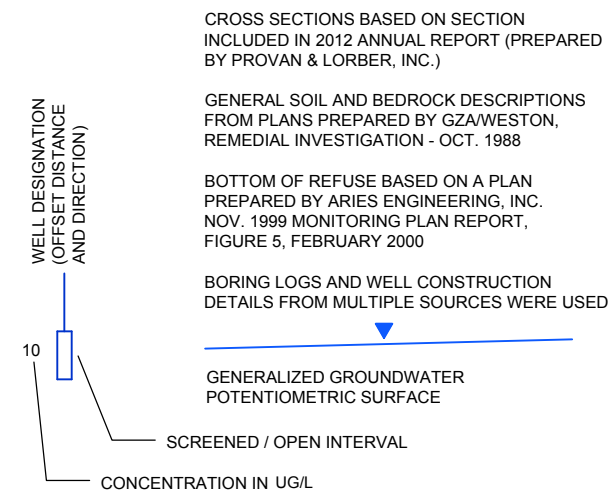 CROSS SECTIONS BASED ON SECTION
INCLUDED IN 2012 ANNUAL REPORT (PREPARED
BY PROVAN & LORBER, INC.)
GENERAL SOIL AND BEDROCK DESCRIPTIONS
FROM PLANS PREPARED BY GZA/WESTON,
REMEDIAL INVESTIGATION - OCT. 1988
BOTTOM OF REFUSE BASED ON A PLAN
PREPARED BY ARIES ENGINEERING, INC.
NOV. 1999 MONITORING PLAN REPORT,
FIGURE 5, FEBRUARY 2000
BORING LOGS AND WELL CONSTRUCTION
DETAILS FROM MULTIPLE SOURCES WERE USED
WELL DESIGNATION
(OFFSET DISTANCE
AND DIRECTION)
10
GENERALIZED GROUNDWATER
POTENTIOMETRIC SURFACE
SCREENED / OPEN INTERVAL
CONCENTRATION IN UG/L